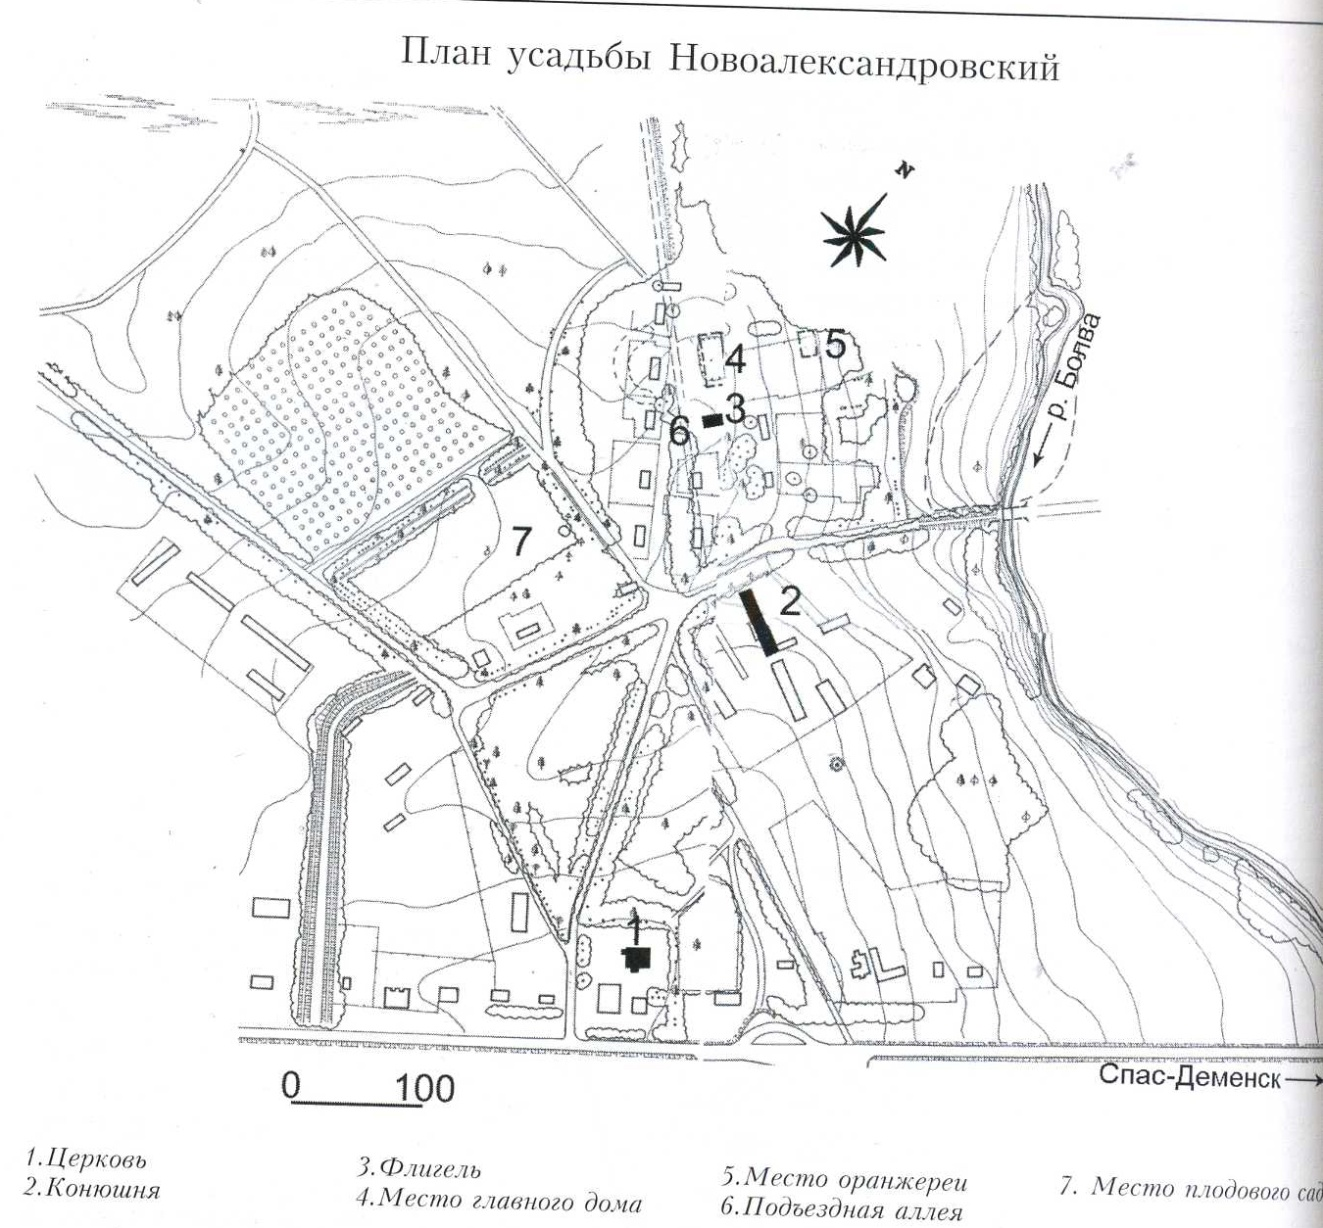 План усадьбы Новоалександровский
N
р. Болва
4
5
3
6
7
2
1
0 100
Спас-Деменск
1.Церковь
2.Конюшня
3.Флигель
4.Место главного дома
5.Место оранжереи
6.Подъездная аллея
7. Место плодового сад